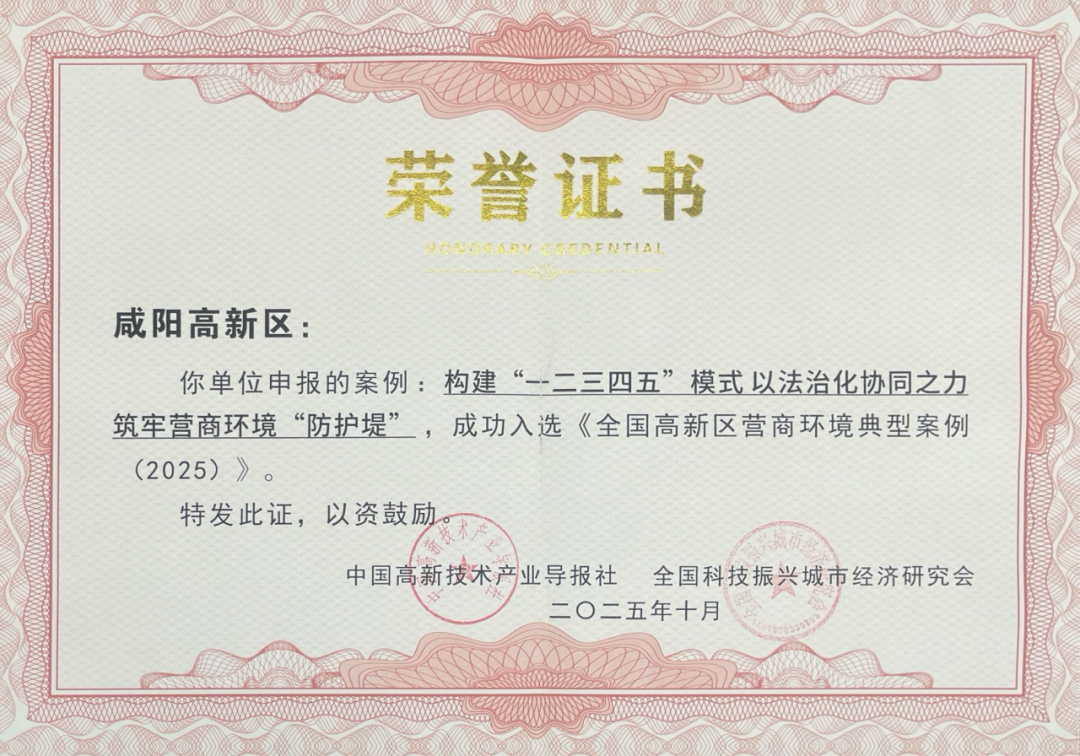 荣誉证书
HONORARY CREDENTIAL
咸阳高新区：
你单位申报的案例：构建“一二三四五”模式 以法治化协同之力
筑牢营商环境“防护堤”，成功入选《全国高新区营商环境典型案例
（2025）》。
特发此证，以资鼓励。
中国高新技术产业导报社 全国科技振兴城市经济研究会
二〇二五年十月